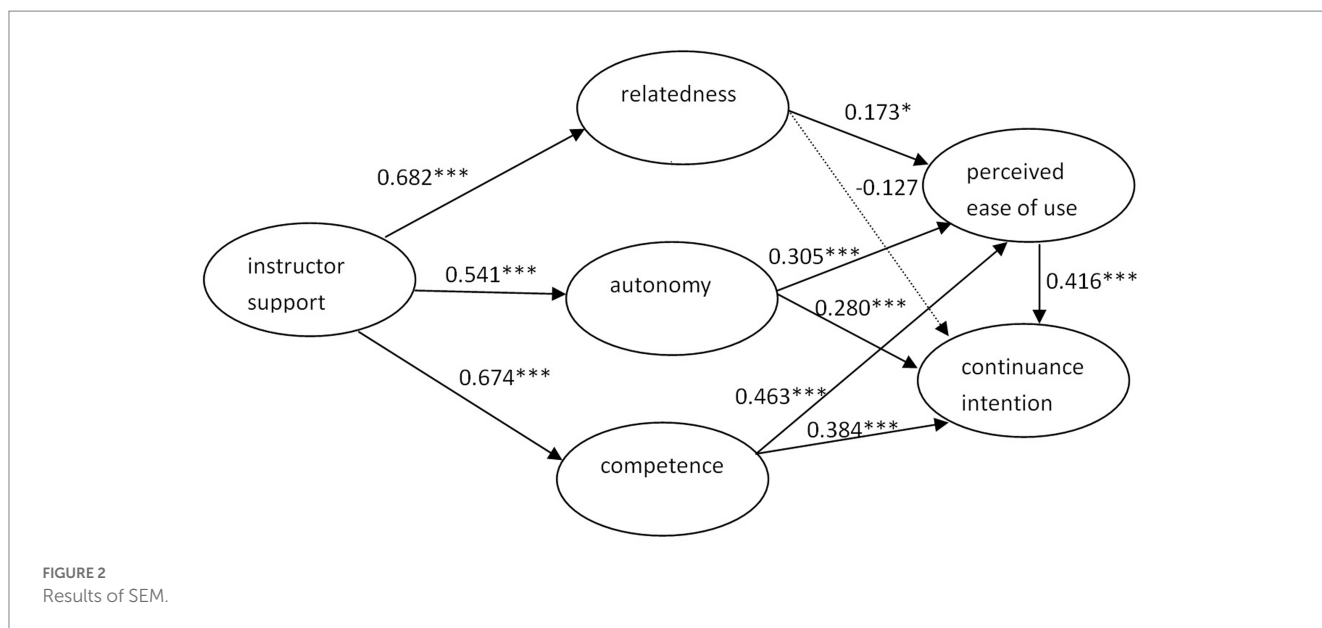 relatedness
0.173*
0.682***
-0.127
perceived
ease of use
instructor
support
0.541***
autonomy
0.305***
0.280***
0.416***
0.674***
continuance
intention
0.463***
0.384***
competence
FIGURE 2
Results of SEM.